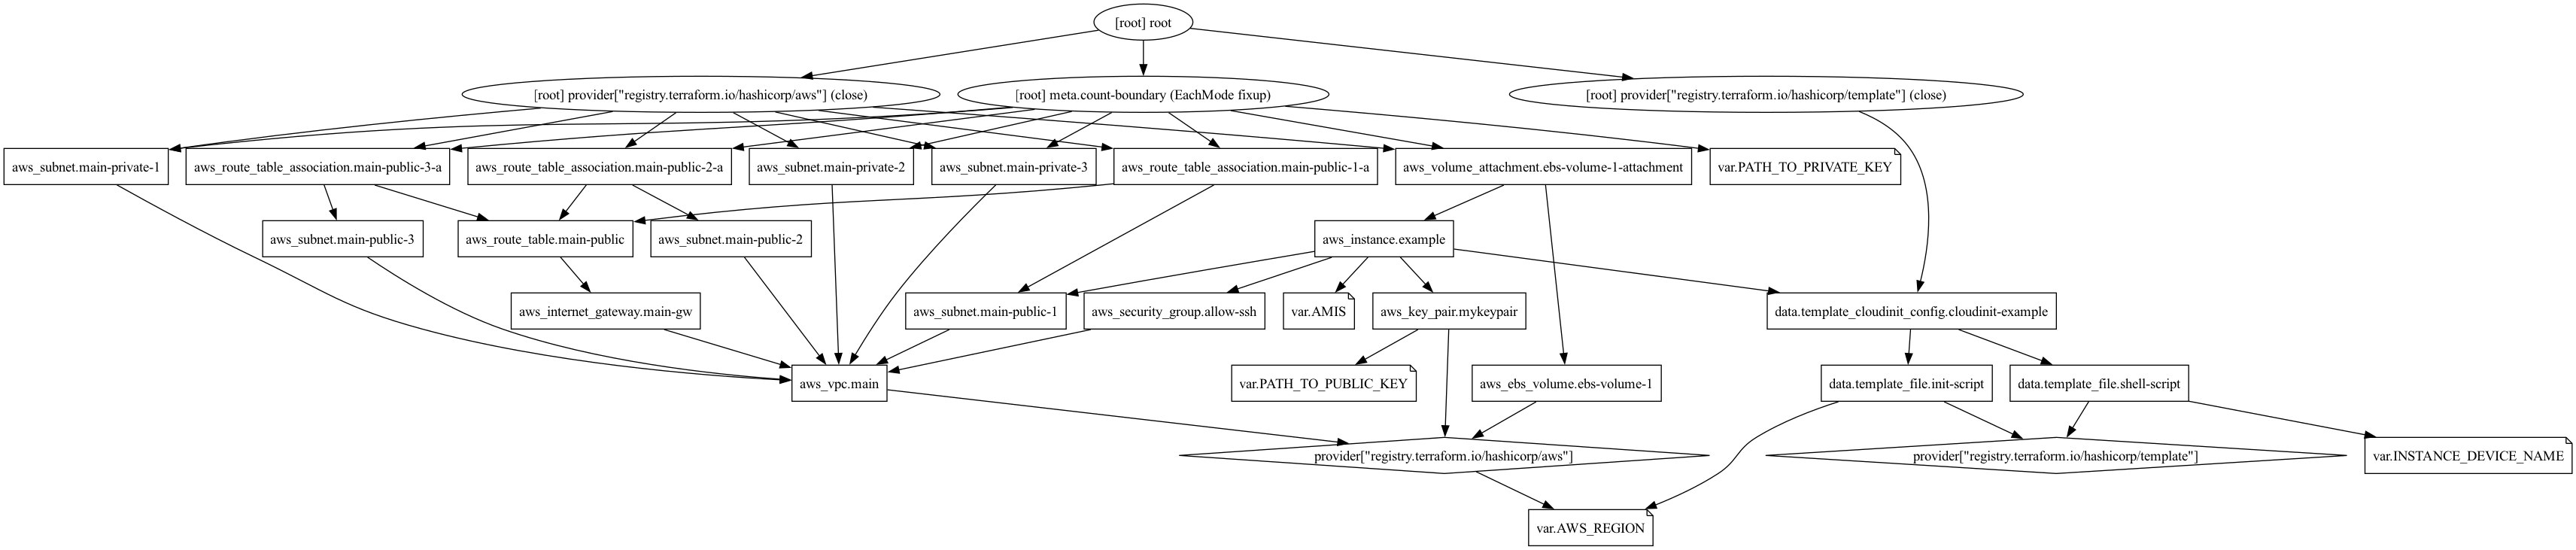 [root] root
[root] provider["registry.terraform.io/hashicorp/aws"] (close)
[root] meta.count-boundary (EachMode fixup)
[root] provider["registry.terraform.io/hashicorp/template"] (close)
aws_subnet.main-private-1
aws_route_table_association.main-public-3-a
aws_route_table_association.main-public-2-a
aws_subnet.main-private-2
aws_subnet.main-private-3
aws_route_table_association.main-public-1-a
aws_volume_attachment.ebs-volume-1-attachment
var.PATH_TO_PRIVATE_KEY
aws_subnet.main-public-3
aws_route_table.main-public
aws_subnet.main-public-2
aws_instance.example
aws_internet_gateway.main-gw
aws_subnet.main-public-1
aws_security_group.allow-ssh
var.AMIS
aws_key_pair.mykeypair
data.template_cloudinit_config.cloudinit-example
aws_vpc.main
var.PATH_TO_PUBLIC_KEY
aws_ebs_volume.ebs-volume-1
data.template_file.init-script
data.template_file.shell-script
provider["registry.terraform.io/hashicorp/aws"]
provider["registry.terraform.io/hashicorp/template"]
var.INSTANCE_DEVICE_NAME
var.AWS_REGION